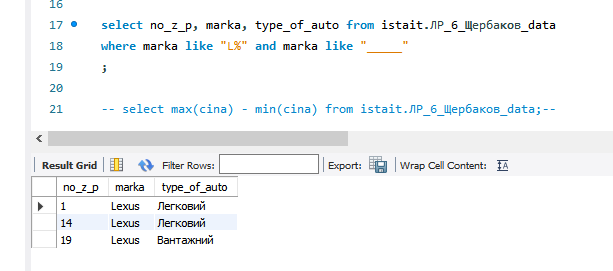 16
17 select no_z_p, marka, type_of_auto from istait.ЛР_6_Щербаков_data
18 where marka like "L%" and marka like "_____"
19 ;
20
21 -- select max(cina) - min(cina) from istait.ЛР_6_Щербаков_data;--
Result Grid Filter Rows: Export: Wrap Cell Content:
no_z_p marka type_of_auto
1 Lexus Легковий
14 Lexus Легковий
19 Lexus Вантажний